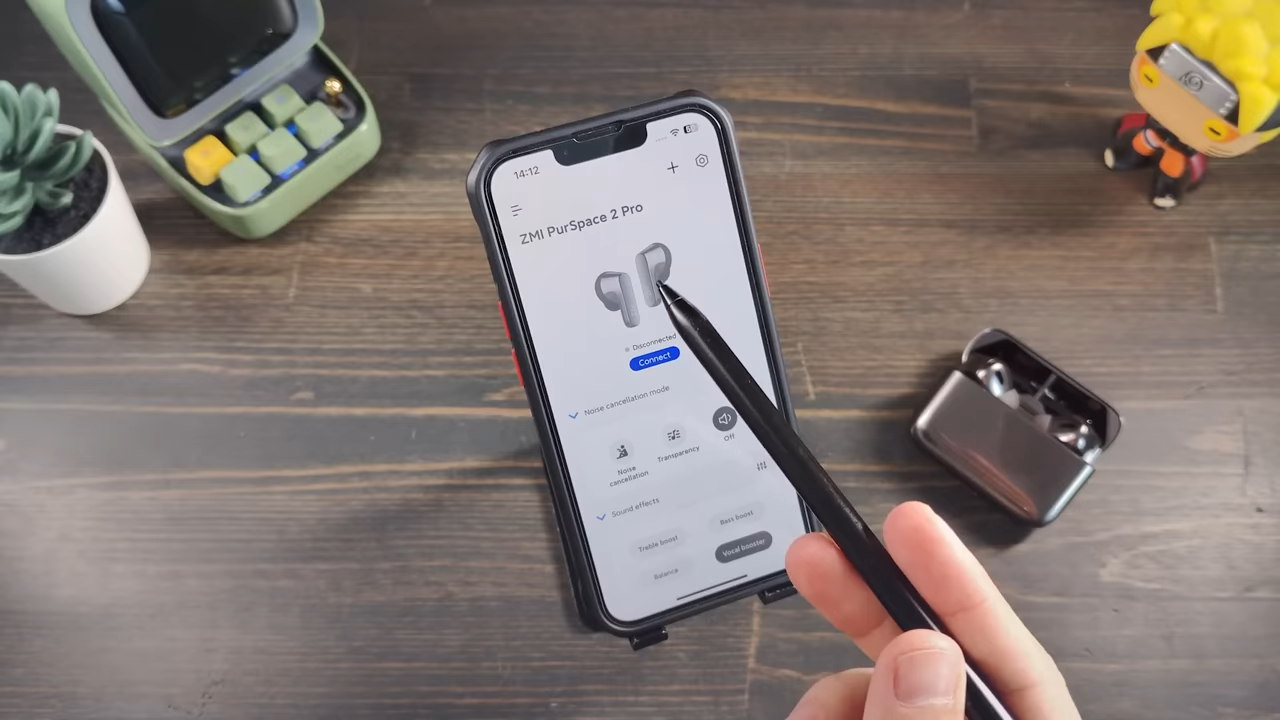 14:12
ZMI PurSpace 2 Pro
Disconnected
Connect
Noise cancellation mode
Noise
cancellation
Transparency
Off
Sound effects
Treble boost
Bass boost
Balance
Vocal booster